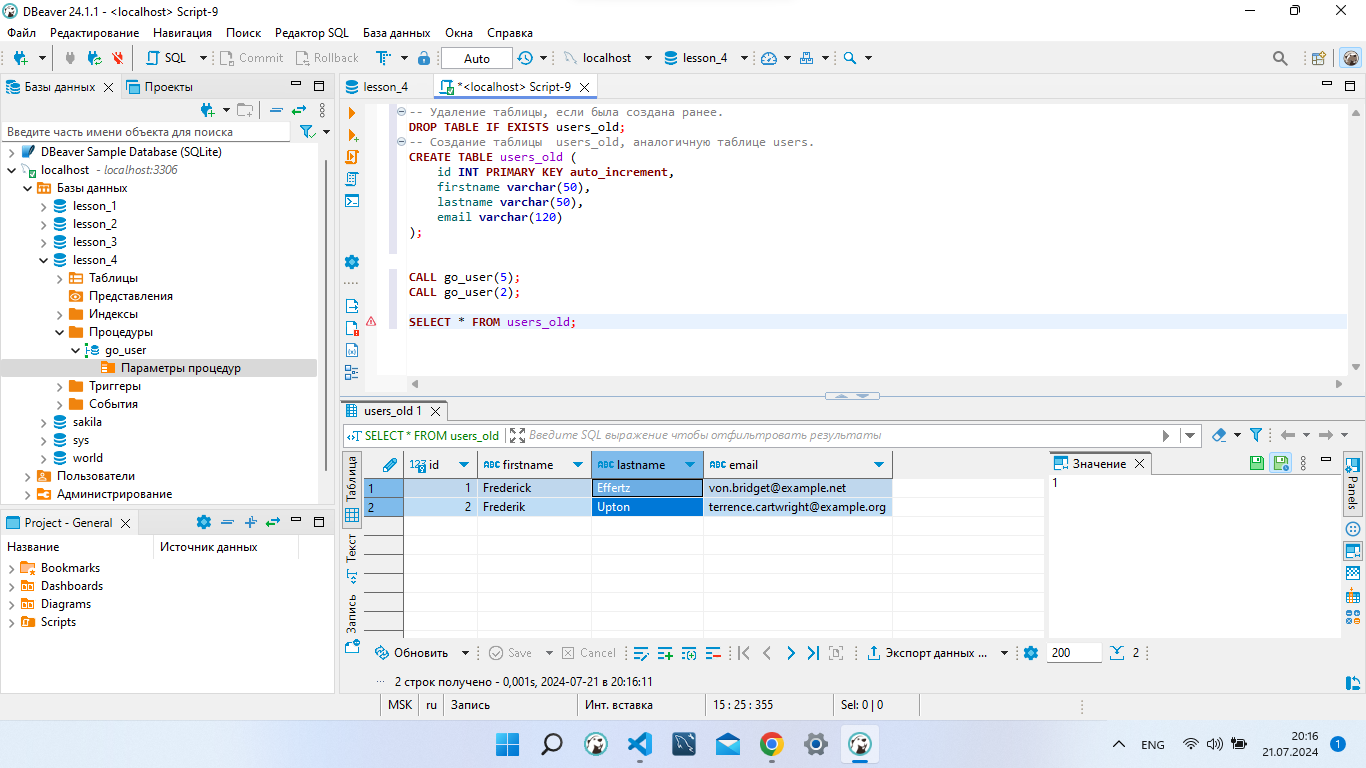 DBeaver 24.1.1 - <localhost> Script-9
Файл Редактирование Навигация Поиск Редактор SQL База данных Окна Справка
SQL Commit Rollback Auto localhost lesson_4
Базы данных Проекты
Введите часть имени объекта для поиска
DBeaver Sample Database (SQLite)
localhost - localhost:3306
Базы данных
lesson_1
lesson_2
lesson_3
lesson_4
Таблицы
Представления
Индексы
Процедуры
go_user
Параметры процедур
Триггеры
События
sakila
sys
world
Пользователи
Администрирование
Project - General
Название Источник данных
Bookmarks
Dashboards
Diagrams
Scripts
lesson_4 *<localhost> Script-9
-- Удаление таблицы, если была создана ранее.
DROP TABLE IF EXISTS users_old;
-- Создание таблицы  users_old, аналогичную таблице users.
CREATE TABLE users_old (
id INT PRIMARY KEY auto_increment,
firstname varchar(50),
lastname varchar(50),
email varchar(120)
);
CALL go_user(5);
CALL go_user(2);
SELECT * FROM users_old;
users_old 1
SELECT * FROM users_old Введите SQL выражение чтобы отфильтровать результаты
Таблица
Текст
Запись
123 id ABC firstname ABC lastname ABC email
1 1 Frederick Effertz von.bridget@example.net
2 2 Frederik Upton terrence.cartwright@example.org
Значение
1
Panels
Обновить Save Cancel Экспорт данных ... 200 2
2 строк получено - 0,001s, 2024-07-21 в 20:16:11
MSK ru Запись Инт. вставка 15 : 25 : 355 Sel: 0 | 0
ENG 20:16
21.07.2024
1